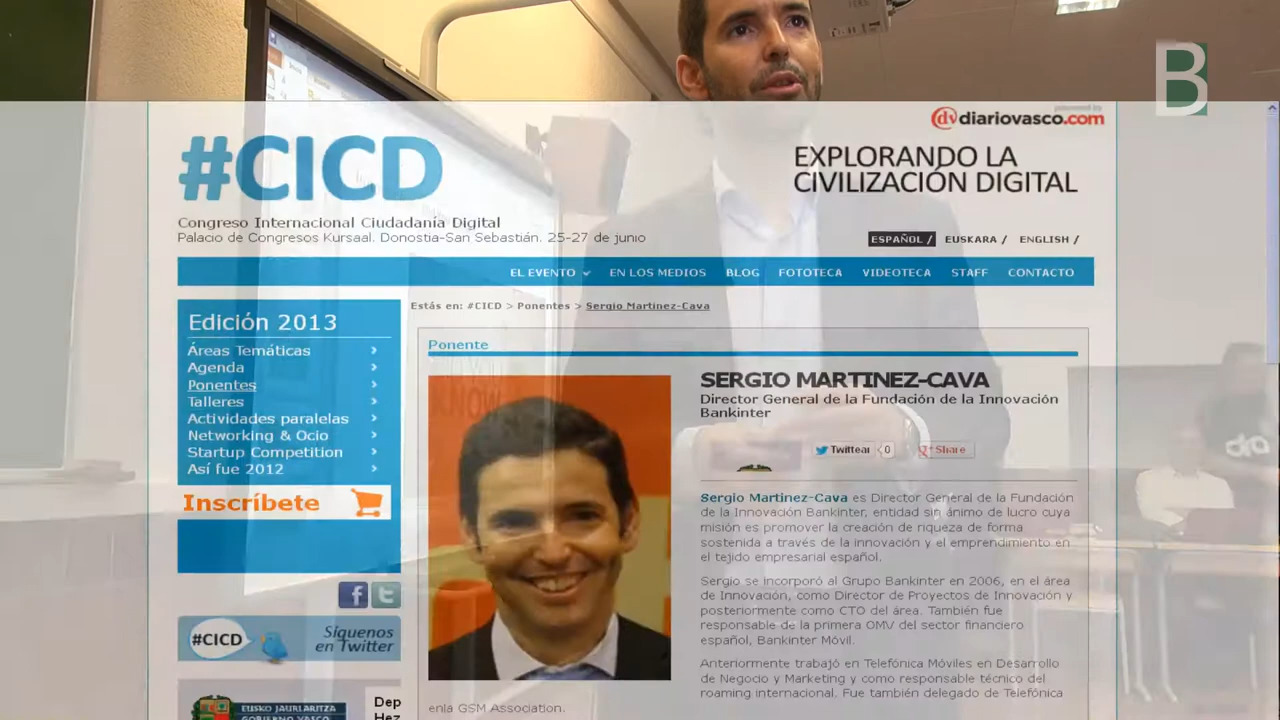 B
powered by
dv diariovasco.com
#CICD
EXPLORANDO LA
CIVILIZACIÓN DIGITAL
Congreso Internacional Ciudadanía Digital
Palacio de Congresos Kursaal. Donostia-San Sebastián. 25-27 de junio
ESPAÑOL / EUSKARA / ENGLISH /
EL EVENTO EN LOS MEDIOS BLOG FOTOTECA VIDEOTECA STAFF CONTACTO
Estás en: #CICD > Ponentes > Sergio Martinez-Cava
Edición 2013
Áreas Temáticas
Agenda
Ponentes
Talleres
Actividades paralelas
Networking & Ocio
Startup Competition
Así fue 2012
Inscríbete
#CICD
Síguenos
en Twitter
EUSKO JAURLARITZA
GOBIERNO VASCO
Dep
Hez
Ponente
SERGIO MARTINEZ-CAVA
Director General de la Fundación de la Innovación
Bankinter
Twittear 0 Share
Sergio Martinez-Cava es Director General de la Fundación
de la Innovación Bankinter, entidad sin ánimo de lucro cuya
misión es promover la creación de riqueza de forma
sostenida a través de la innovación y el emprendimiento en
el tejido empresarial español.
Sergio se incorporó al Grupo Bankinter en 2006, en el área
de Innovación, como Director de Proyectos de Innovación y
posteriormente como CTO del área. También fue
responsable de la primera OMV del sector financiero
español, Bankinter Móvil.
Anteriormente trabajó en Telefónica Móviles en Desarrollo
de Negocio y Marketing y como responsable técnico del
roaming internacional. Fue también delegado de Telefónica
enla GSM Association.